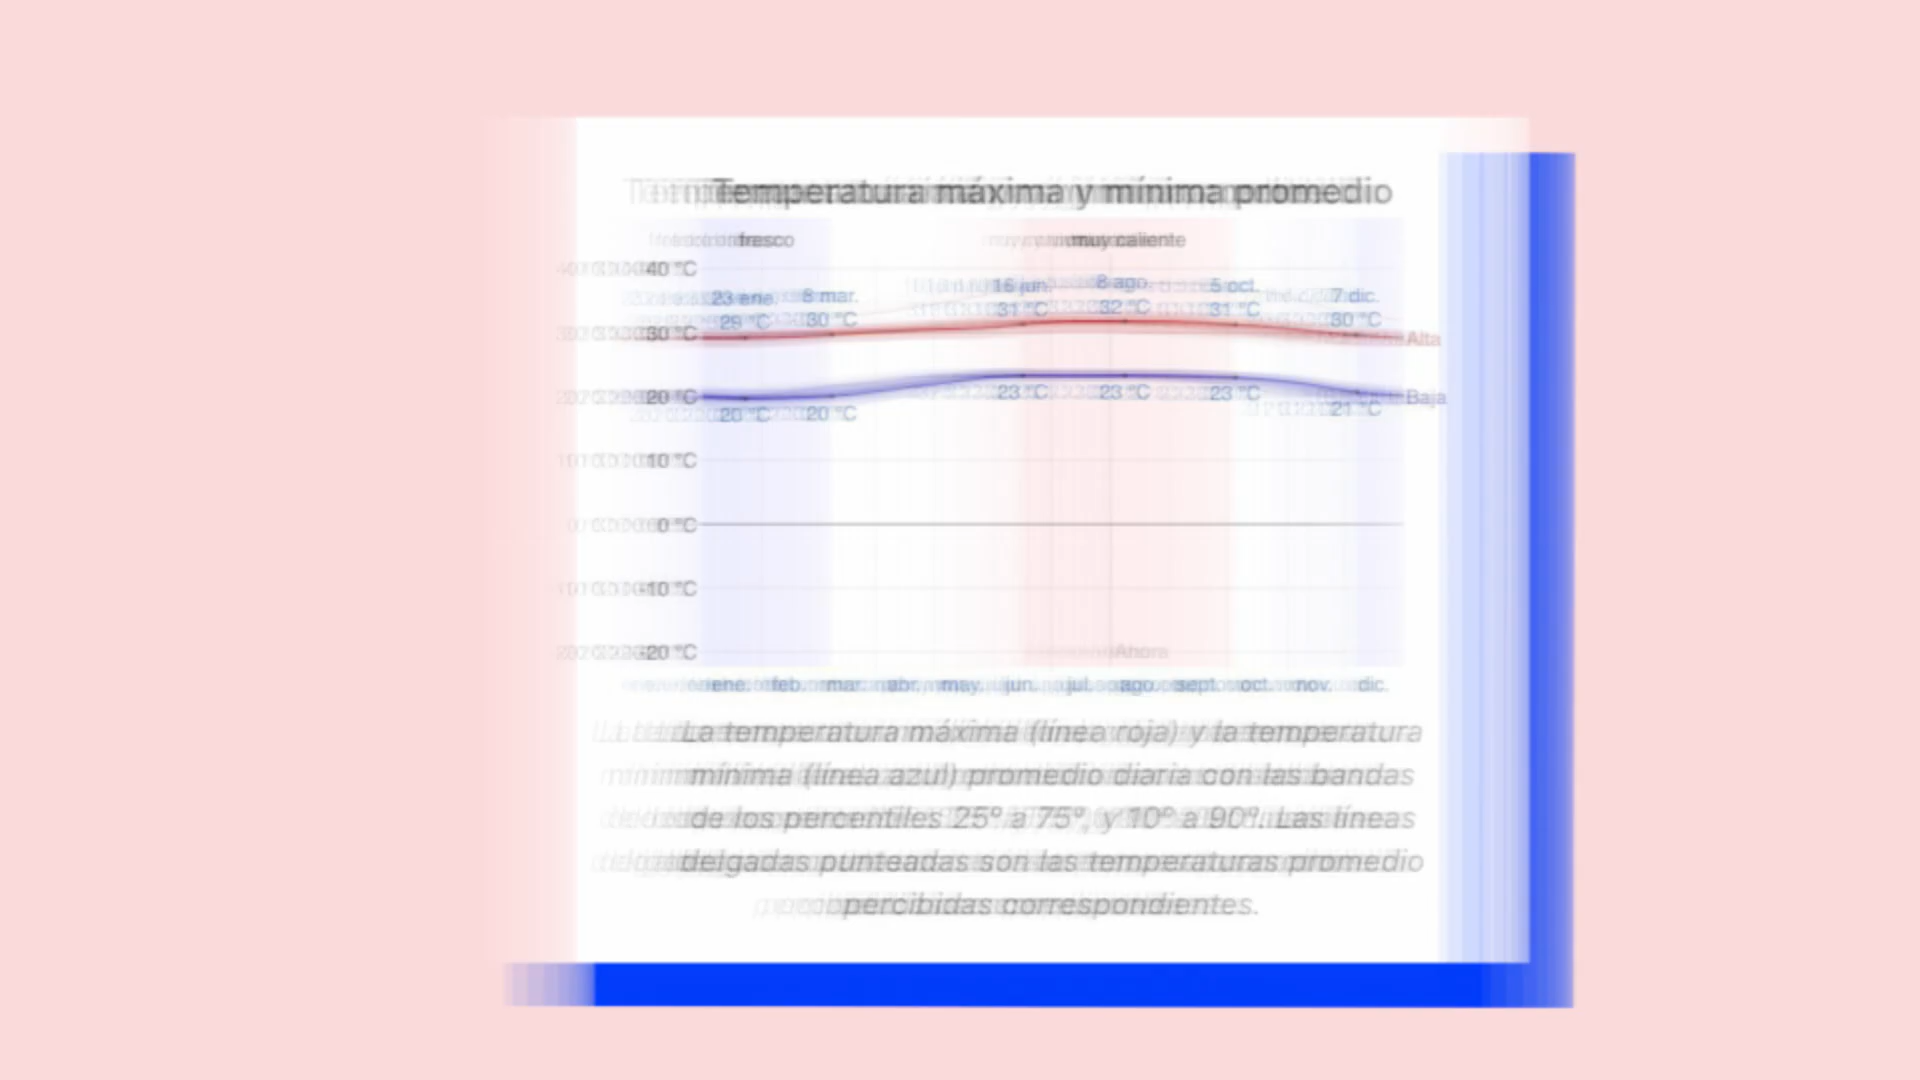 Temperatura máxima y mínima promedio
fresco muy caliente
40 °C
23 ene. 8 mar. 16 jun. 8 ago. 5 oct. 7 dic.
29 °C 30 °C 31 °C 32 °C 31 °C 30 °C
30 °C Alta
20 °C Baja
20 °C 20 °C 23 °C 23 °C 23 °C 21 °C
10 °C
0 °C
-10 °C
-20 °C Ahora
ene. feb. mar. abr. may. jun. jul. ago. sept. oct. nov. dic.
La temperatura máxima (línea roja) y la temperatura
mínima (línea azul) promedio diaria con las bandas
de los percentiles 25º a 75º, y 10º a 90º. Las líneas
delgadas punteadas son las temperaturas promedio
percibidas correspondientes.